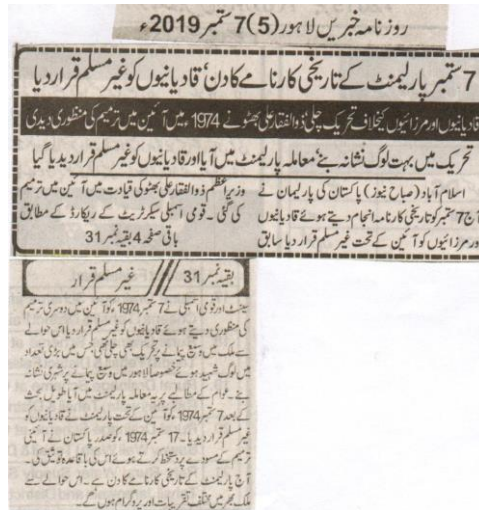 روزنامہ خبریں لاہور (5) 7 ستمبر 2019ء
7 ستمبر پارلیمنٹ کے تاریخی کارنامے کا دن، قادیانیوں کو غیر مسلم قرار دیا
قادیانیوں اور مرزائیوں کیخلاف تحریک چلی ذوالفقار علی بھٹو نے 1974ء میں آئین میں ترمیم کی منظوری دیدی
تحریک میں بہت لوگ نشانہ بنے، معاملہ پارلیمنٹ میں آیا اور قادیانیوں کو غیر مسلم قرار دیدیا گیا
اسلام آباد (صباح نیوز) پاکستان کی پارلیمان نے
آج 7 ستمبر کو تاریخی کارنامہ انجام دیتے ہوئے قادیانیوں
اور مرزائیوں کو آئین کے تحت غیر مسلم قرار دیا سابق
وزیراعظم ذوالفقار علی بھٹو کی قیادت میں آئین میں ترمیم
کی گئی۔ قومی اسمبلی سیکرٹریٹ کے ریکارڈ کے مطابق
باقی صفحہ 4 بقیہ نمبر 31
بقیہ نمبر 31 /// غیر مسلم قرار
سینٹ اور قومی اسمبلی نے 7 ستمبر 1974 کو آئین میں دوسری ترمیم
کی منظوری دیتے ہوئے قادیانیوں کو غیر مسلم قرار دیا اس حوالے
سے ملک میں وسیع پیمانے پر تحریک بھی چلی تھی جس میں بڑی تعداد
میں لوگ شہید ہوئے خصوصاً لاہور میں وسیع پیمانے پر شہری نشانہ
بنے۔ عوام کے مطالبے پر یہ معاملہ پارلیمنٹ میں آیا طویل بحث
کے بعد 7 ستمبر 1974ء کو آئین کے تحت پارلیمنٹ نے قادیانیوں کو
غیر مسلم قرار دیدیا۔ 17 ستمبر 1974ء کو صدر پاکستان نے آئینی
ترمیم کے مسودے پر دستخط کرتے ہوئے اس کی باقاعدہ توثیق کی۔
آج پارلیمنٹ کے تاریخی کارنامے کا دن ہے۔ اس حوالے سے
ملک بھر میں مختلف تقریبات اور پروگرام ہوں گے۔